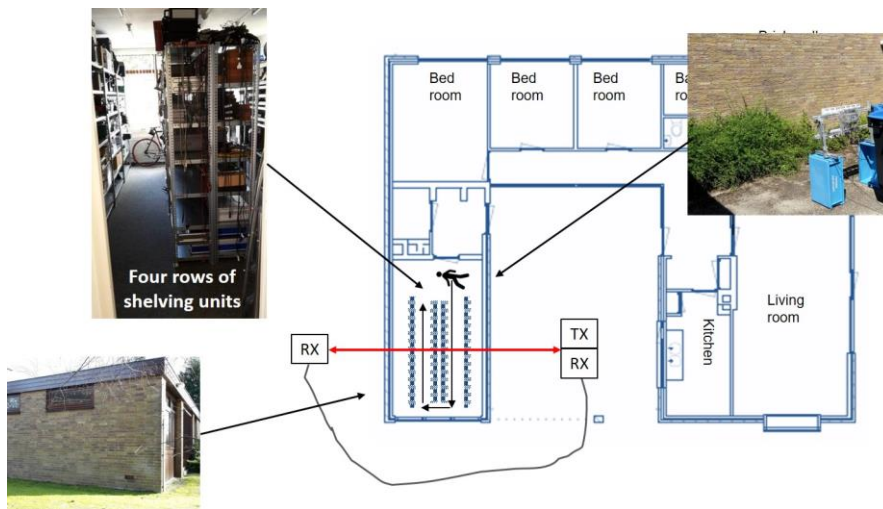 Four rows of
shelving units
Bed
room
Bed
room
Bed
room
RX
TX
RX
Kitchen
Living
room